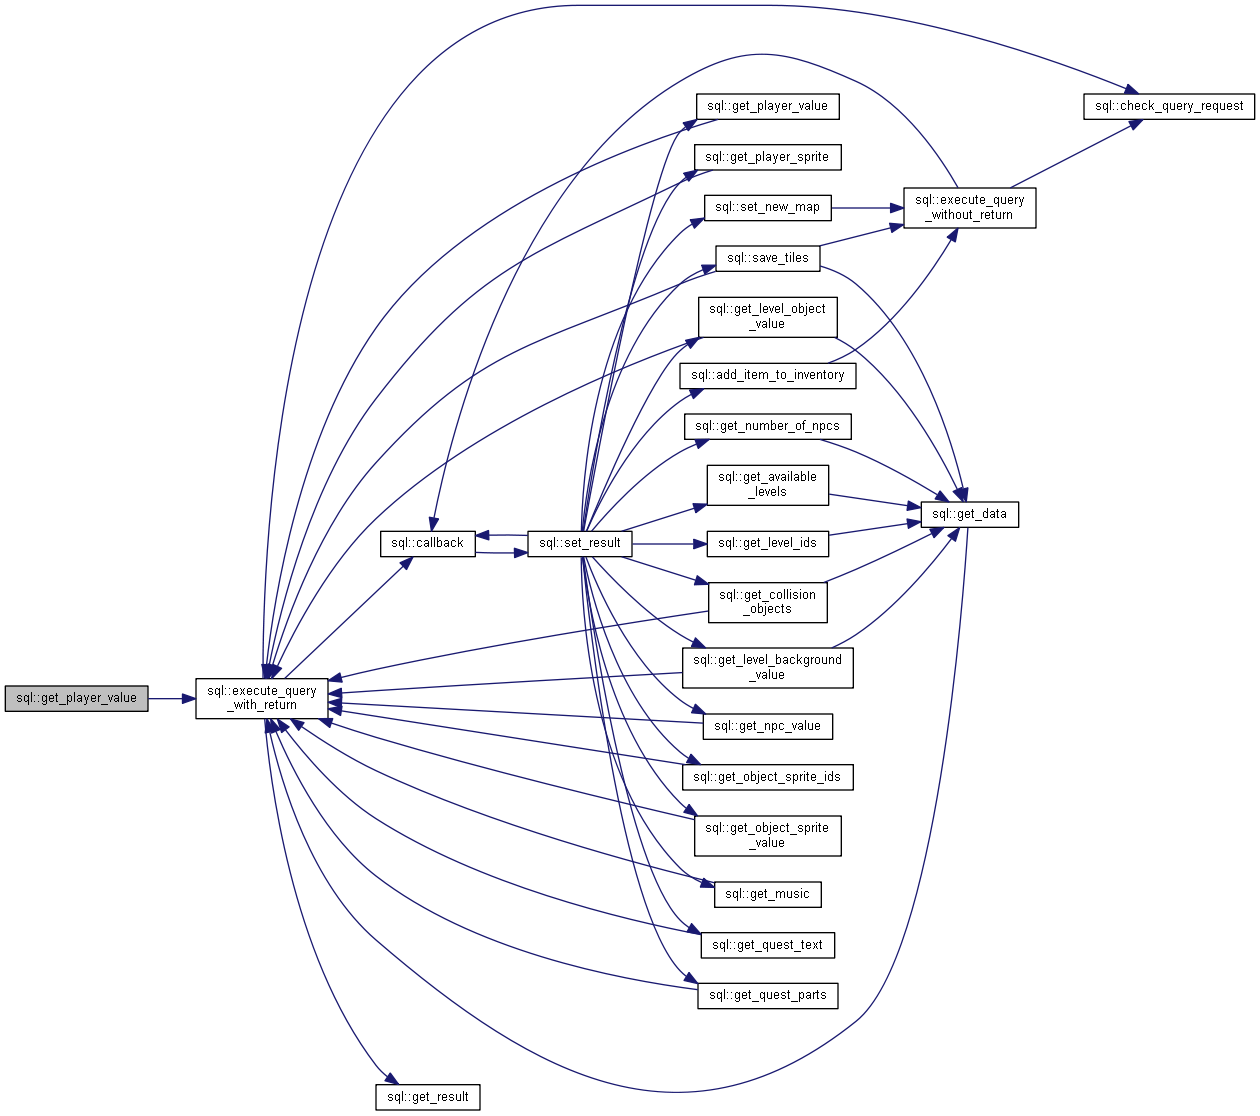 sql::get_player_value
sql::check_query_request
sql::get_player_sprite
sql::set_new_map
sql::execute_query
_without_return
sql::save_tiles
sql::get_level_object
_value
sql::add_item_to_inventory
sql::get_number_of_npcs
sql::get_available
_levels
sql::get_data
sql::callback
sql::set_result
sql::get_level_ids
sql::get_collision
_objects
sql::get_level_background
_value
sql::get_player_value
sql::execute_query
_with_return
sql::get_npc_value
sql::get_object_sprite_ids
sql::get_object_sprite
_value
sql::get_music
sql::get_quest_text
sql::get_quest_parts
sql::get_result